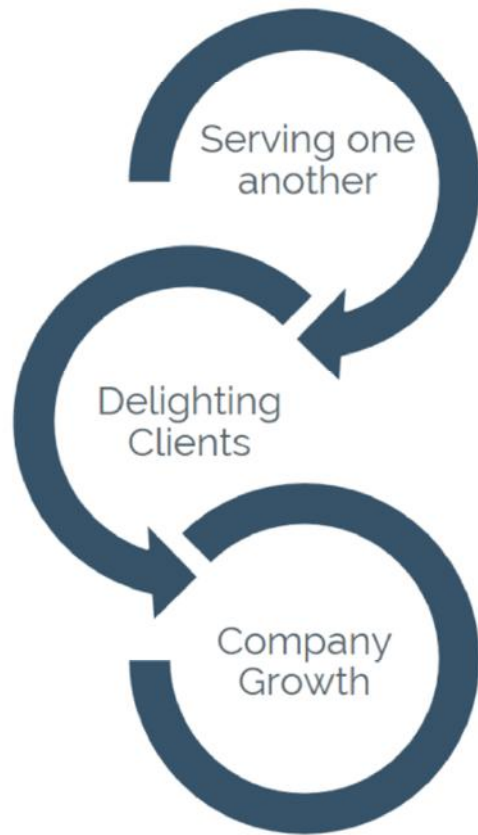 Serving one
another
Delighting
Clients
Company
Growth